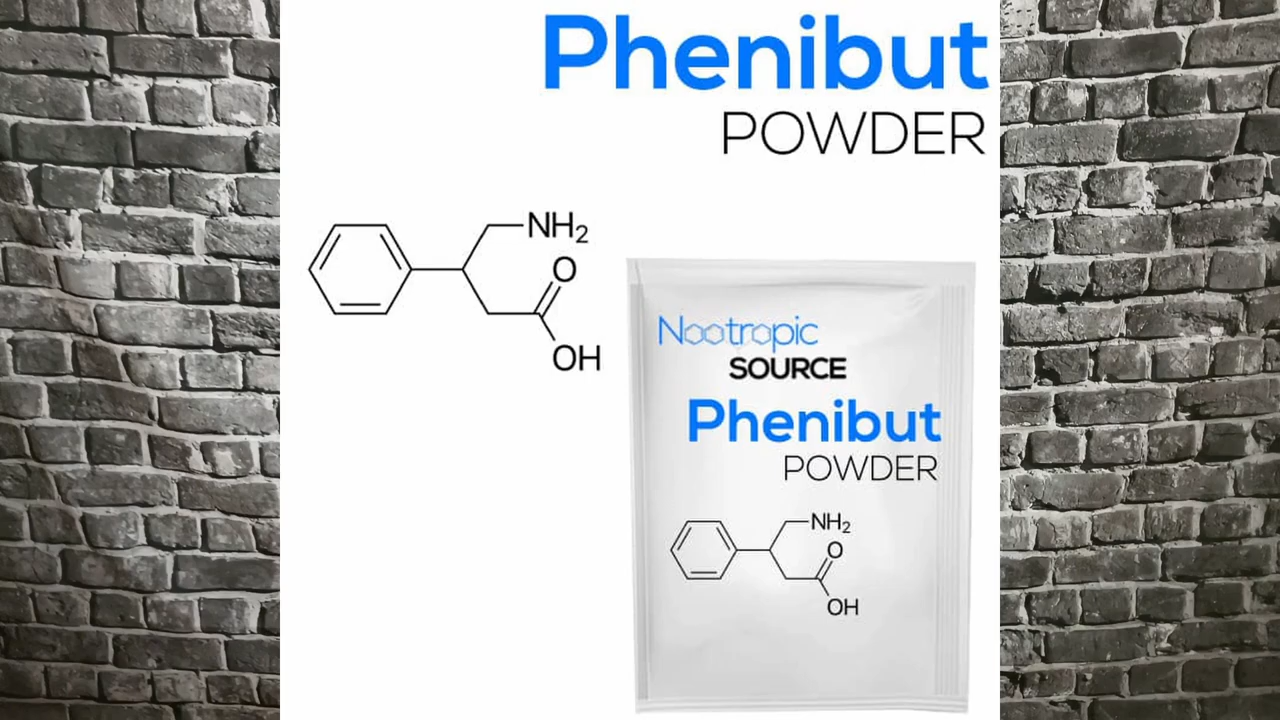 Phenibut
POWDER
NH₂
O
OH
Nootropic
SOURCE
Phenibut
POWDER
NH₂
O
OH